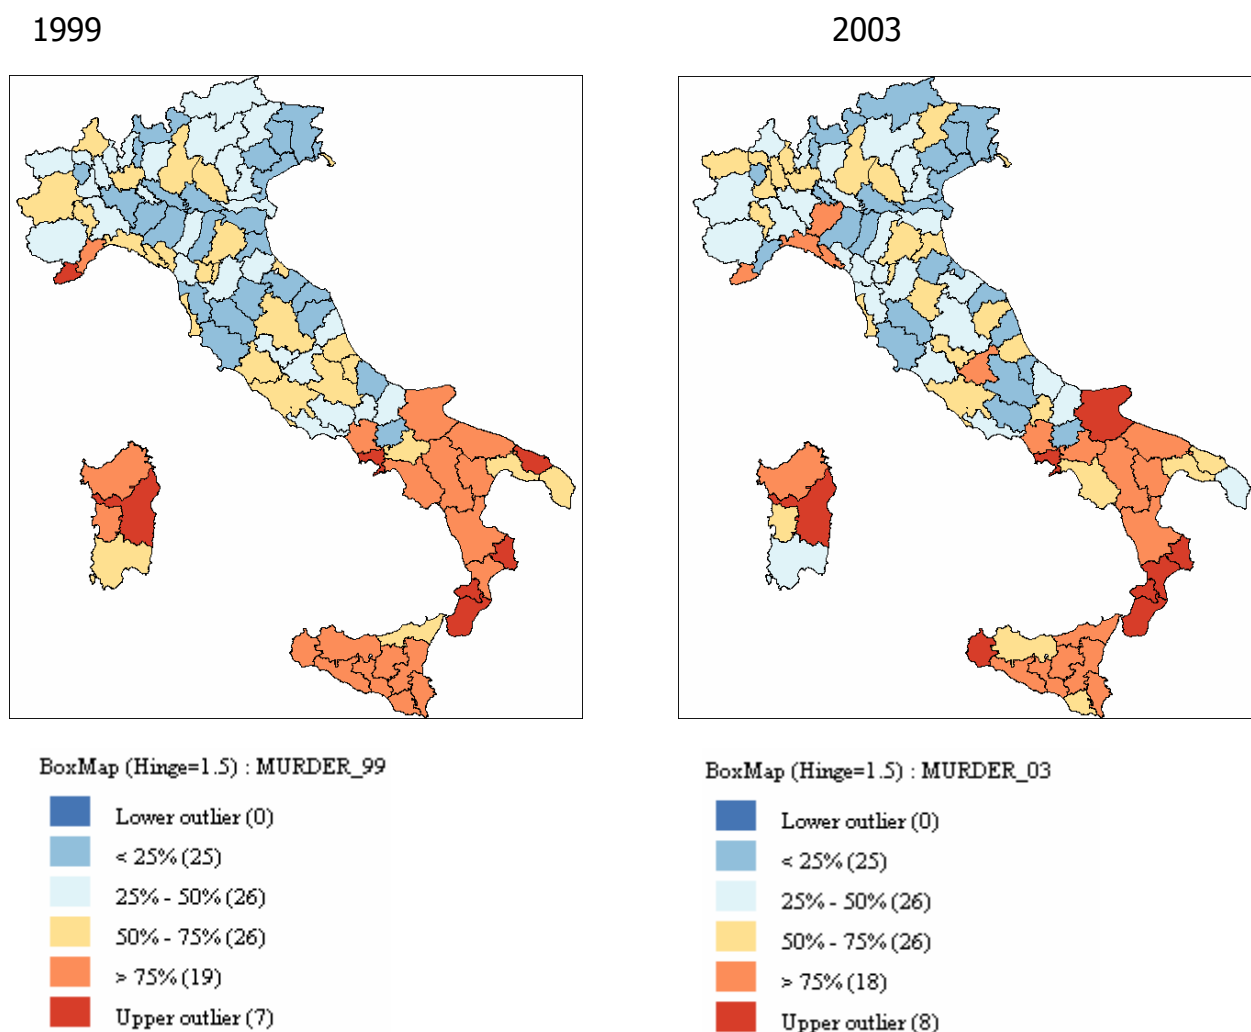 1999
2003
BoxMap (Hinge=1.5) : MURDER_99
Lower outlier (0)
< 25% (25)
25% - 50% (26)
50% - 75% (26)
> 75% (19)
Upper outlier (7)
BoxMap (Hinge=1.5) : MURDER_03
Lower outlier (0)
< 25% (25)
25% - 50% (26)
50% - 75% (26)
> 75% (18)
Upper outlier (8)